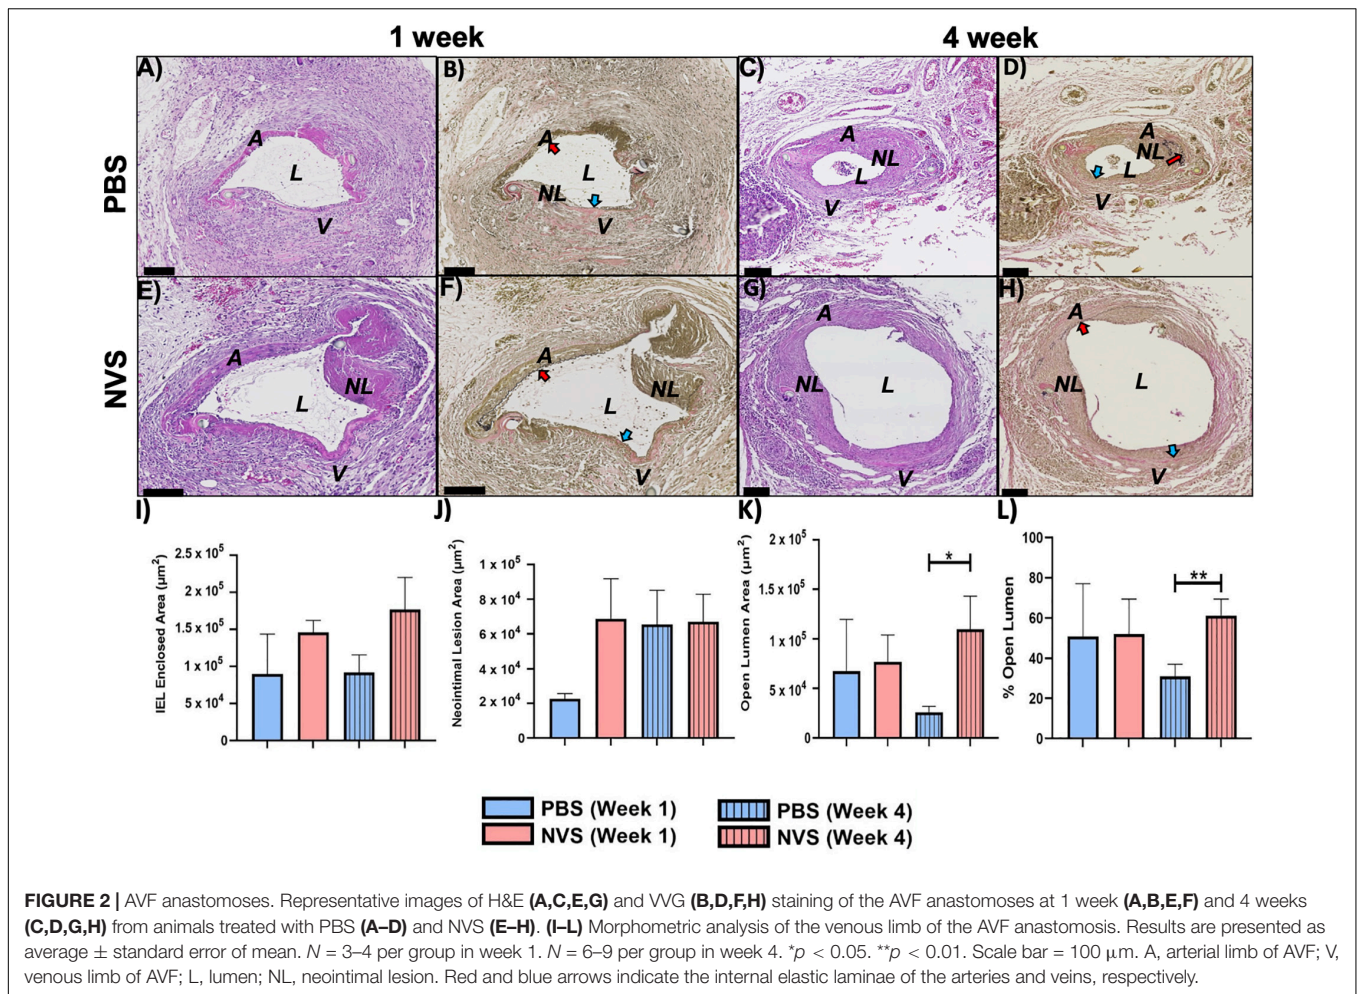 1 week
4 week
PBS
NVS
A)
B)
C)
D)
A
L
V
A
L
NL
V
A
NL
L
V
A
NL
L
V
E)
F)
G)
H)
A
NL
L
V
A
NL
L
V
A
NL
L
V
A
NL
L
V
I)
J)
K)
L)
IEL Enclosed Area (µm²)
2.5 x 10⁵
2 x 10⁵
1.5 x 10⁵
1 x 10⁵
5 x 10⁴
0
Neointimal Lesion Area (µm²)
1 x 10⁵
8 x 10⁴
6 x 10⁴
4 x 10⁴
2 x 10⁴
0
Open Lumen Area (µm²)
2 x 10⁵
1.5 x 10⁵
1 x 10⁵
5 x 10⁴
0
*
% Open Lumen
100
80
60
40
20
0
**
PBS (Week 1)
PBS (Week 4)
NVS (Week 1)
NVS (Week 4)
FIGURE 2 | AVF anastomoses. Representative images of H&E (A,C,E,G) and VVG (B,D,F,H) staining of the AVF anastomoses at 1 week (A,B,E,F) and 4 weeks
(C,D,G,H) from animals treated with PBS (A–D) and NVS (E–H). (I–L) Morphometric analysis of the venous limb of the AVF anastomosis. Results are presented as
average ± standard error of mean. N = 3–4 per group in week 1. N = 6–9 per group in week 4. *p < 0.05. **p < 0.01. Scale bar = 100 µm. A, arterial limb of AVF; V,
venous limb of AVF; L, lumen; NL, neointimal lesion. Red and blue arrows indicate the internal elastic laminae of the arteries and veins, respectively.